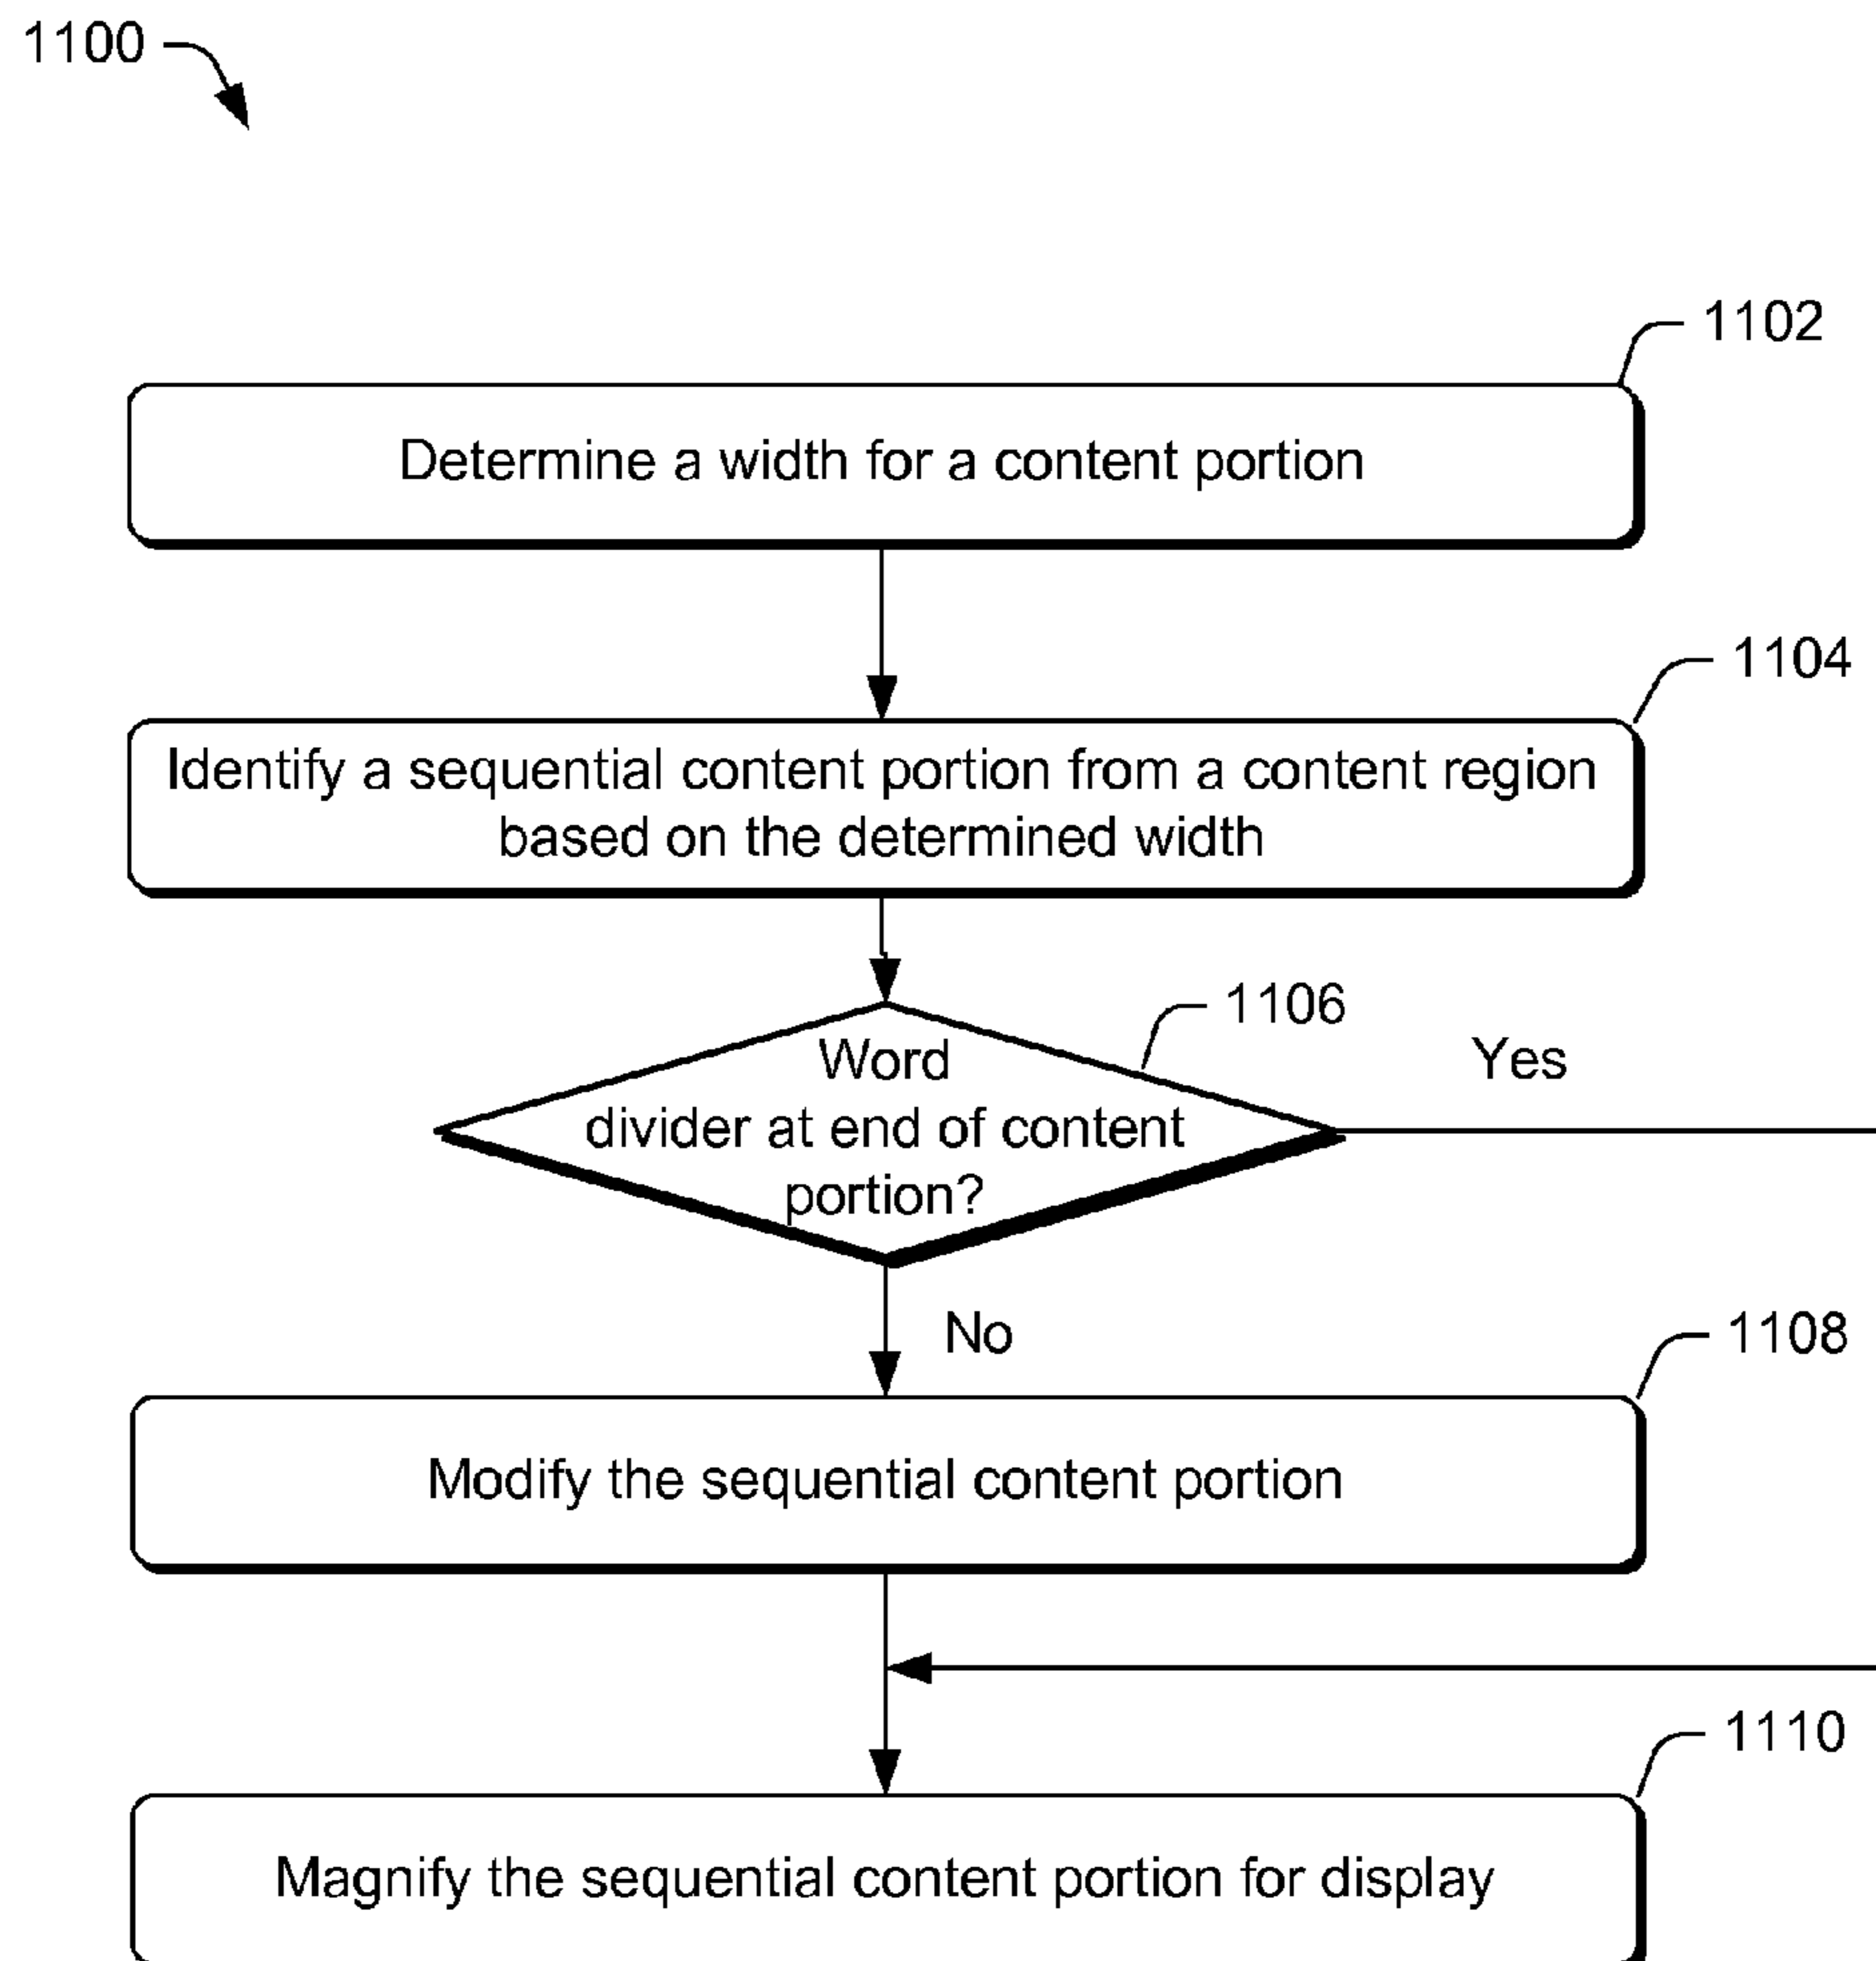 1100
1102
Determine a width for a content portion
1104
Identify a sequential content portion from a content region
based on the determined width
1106
Word
divider at end of content
portion?
Yes
No
1108
Modify the sequential content portion
1110
Magnify the sequential content portion for display